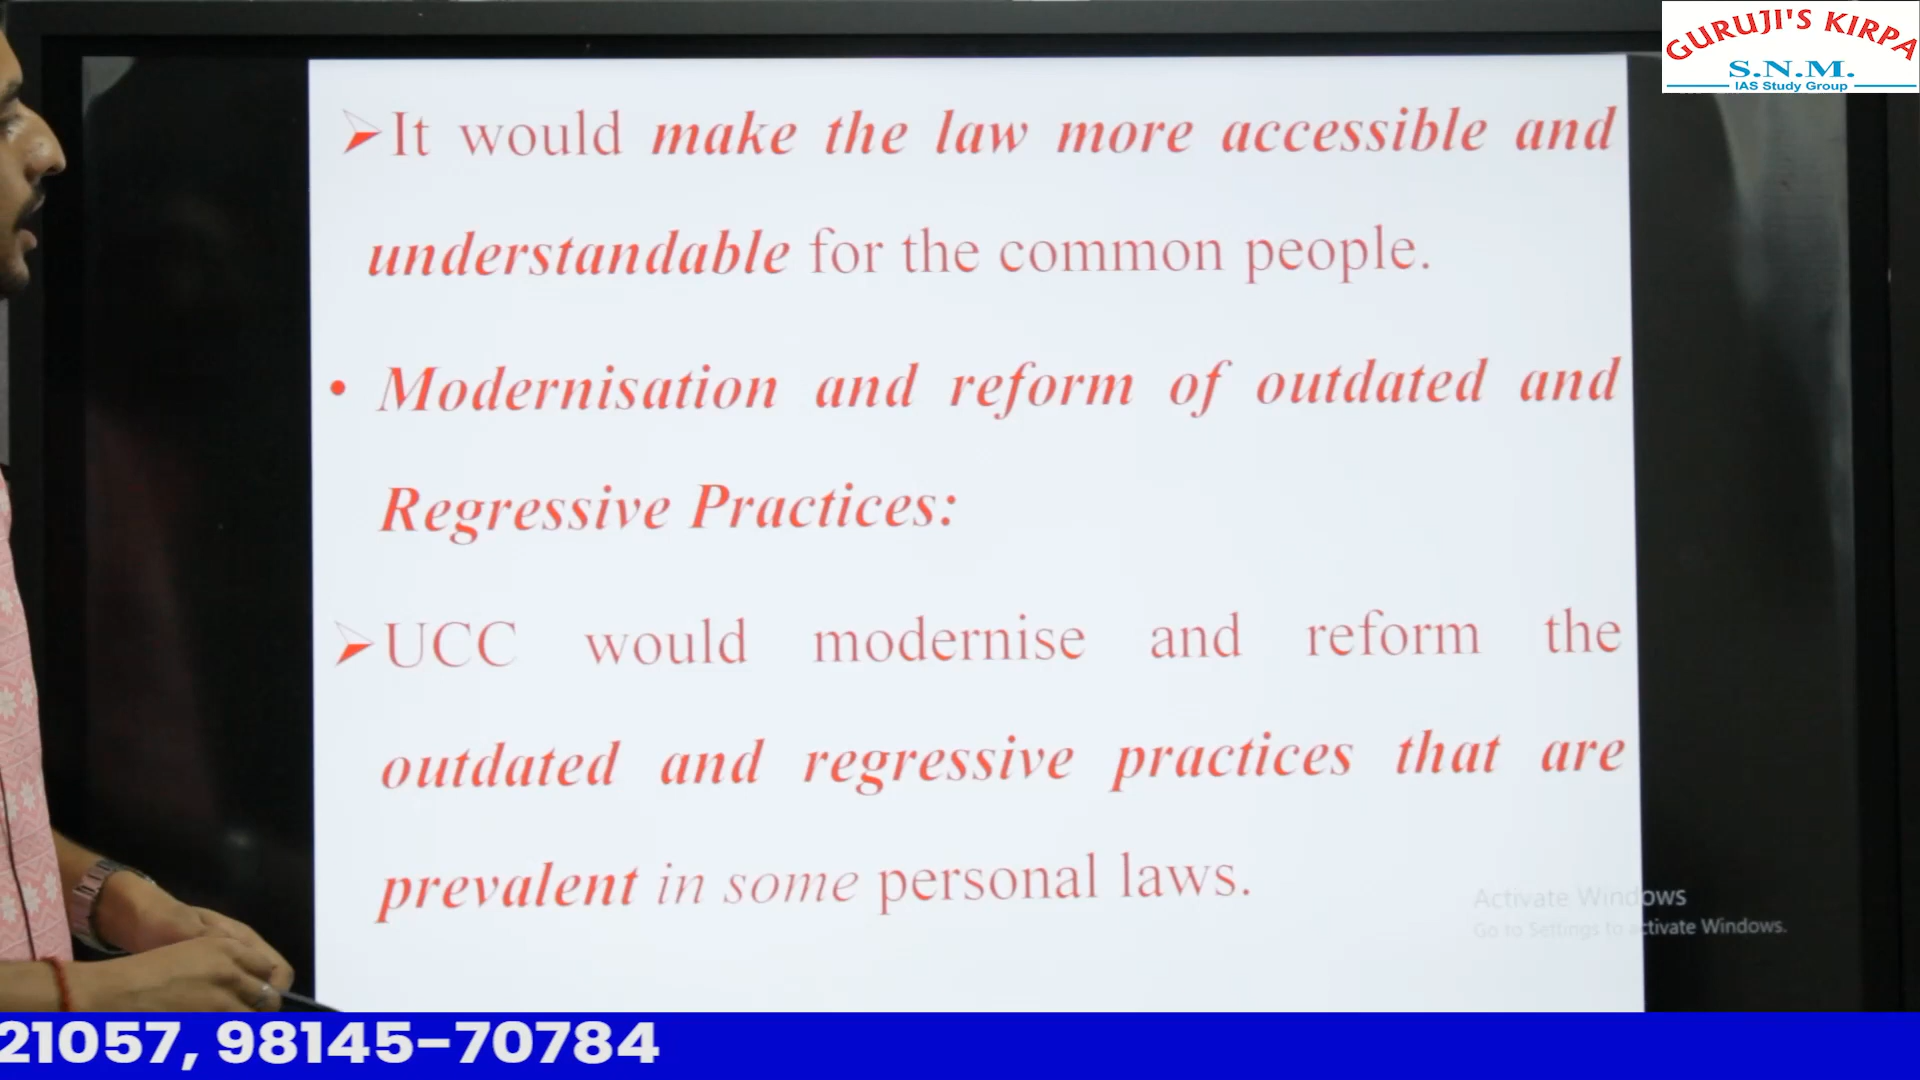 GURUJI'S KIRPA
S.N.M.
IAS Study Group
➢It would make the law more accessible and
understandable for the common people.
• Modernisation and reform of outdated and
Regressive Practices:
➢UCC would modernise and reform the
outdated and regressive practices that are
prevalent in some personal laws.
Activate Windows
Go to Settings to activate Windows.
21057, 98145-70784